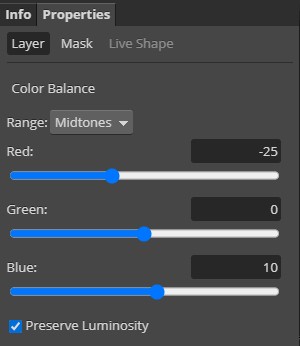 Info Properties
Layer Mask Live Shape
Color Balance
Range: Midtones
Red: -25
Green: 0
Blue: 10
Preserve Luminosity